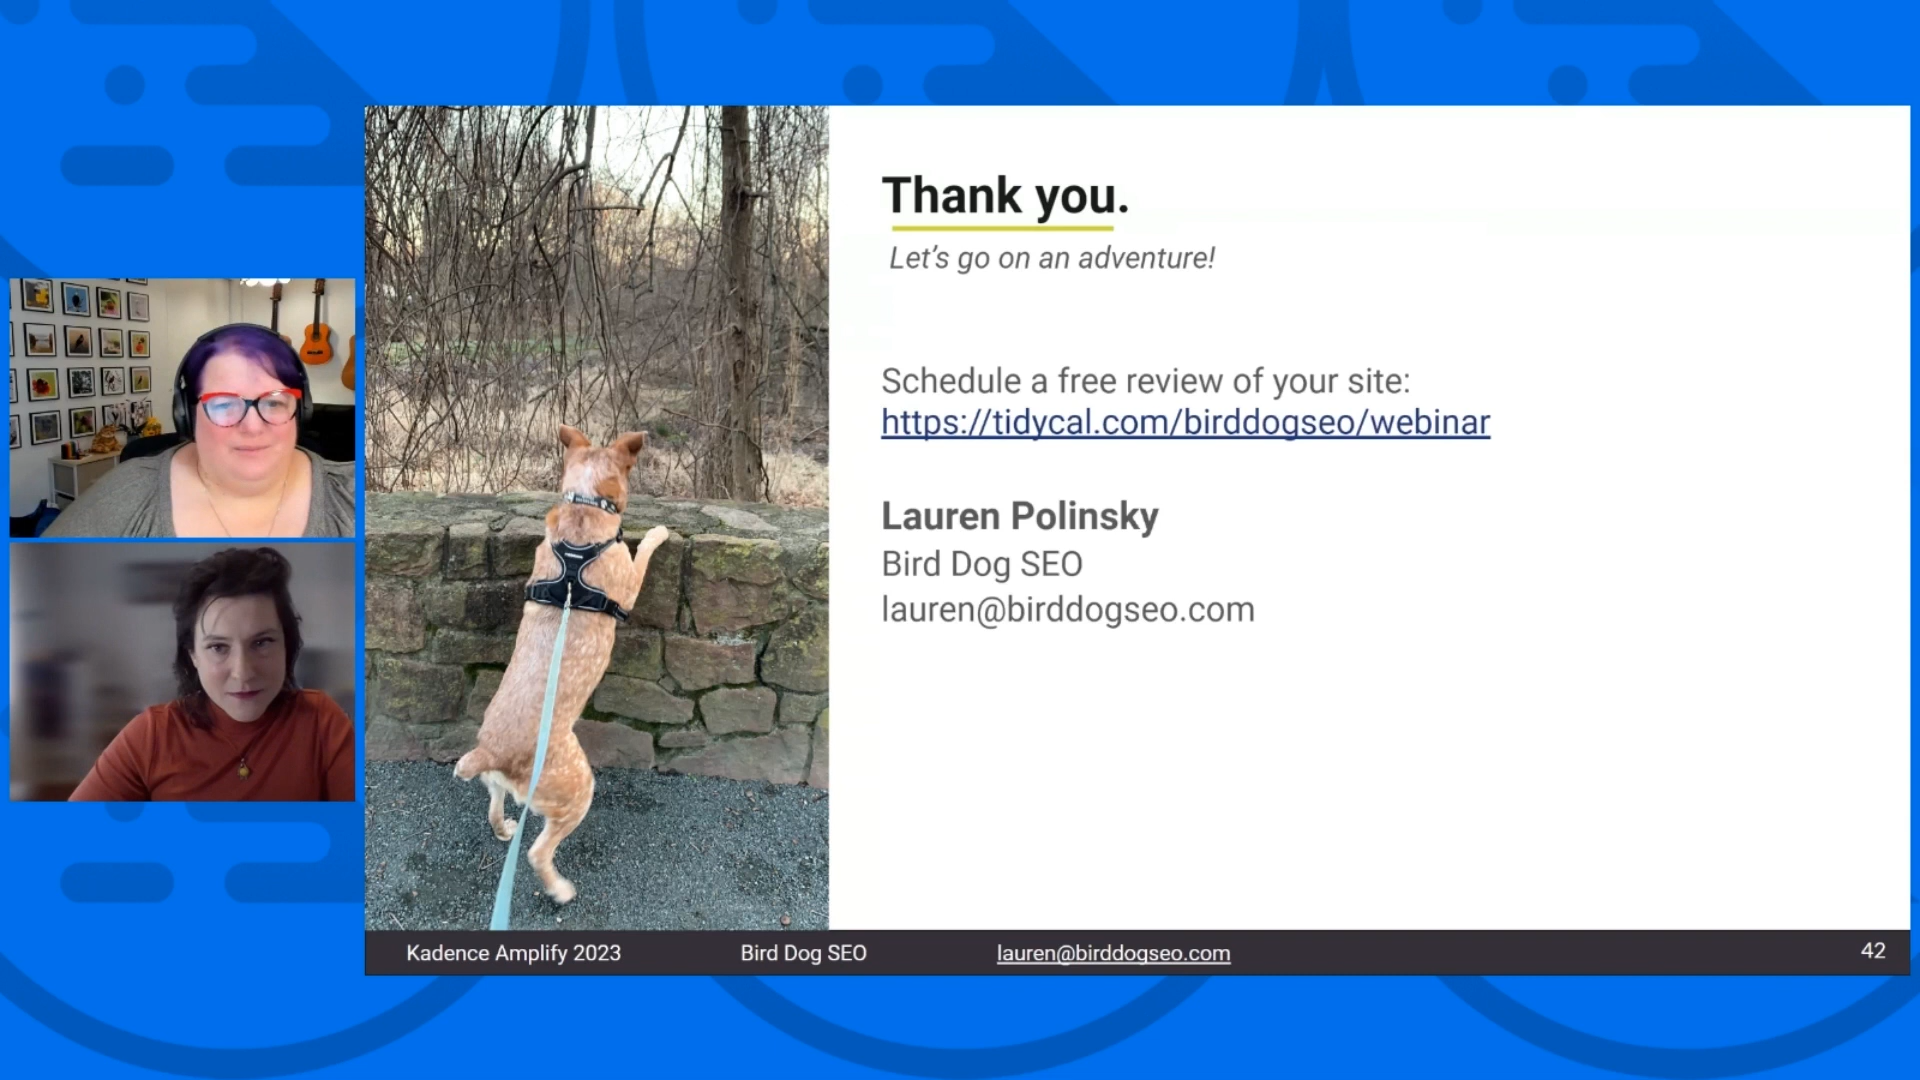 Thank you.
Let's go on an adventure!
Schedule a free review of your site:
https://tidycal.com/birddogseo/webinar
Lauren Polinsky
Bird Dog SEO
lauren@birddogseo.com
Kadence Amplify 2023
Bird Dog SEO
lauren@birddogseo.com
42